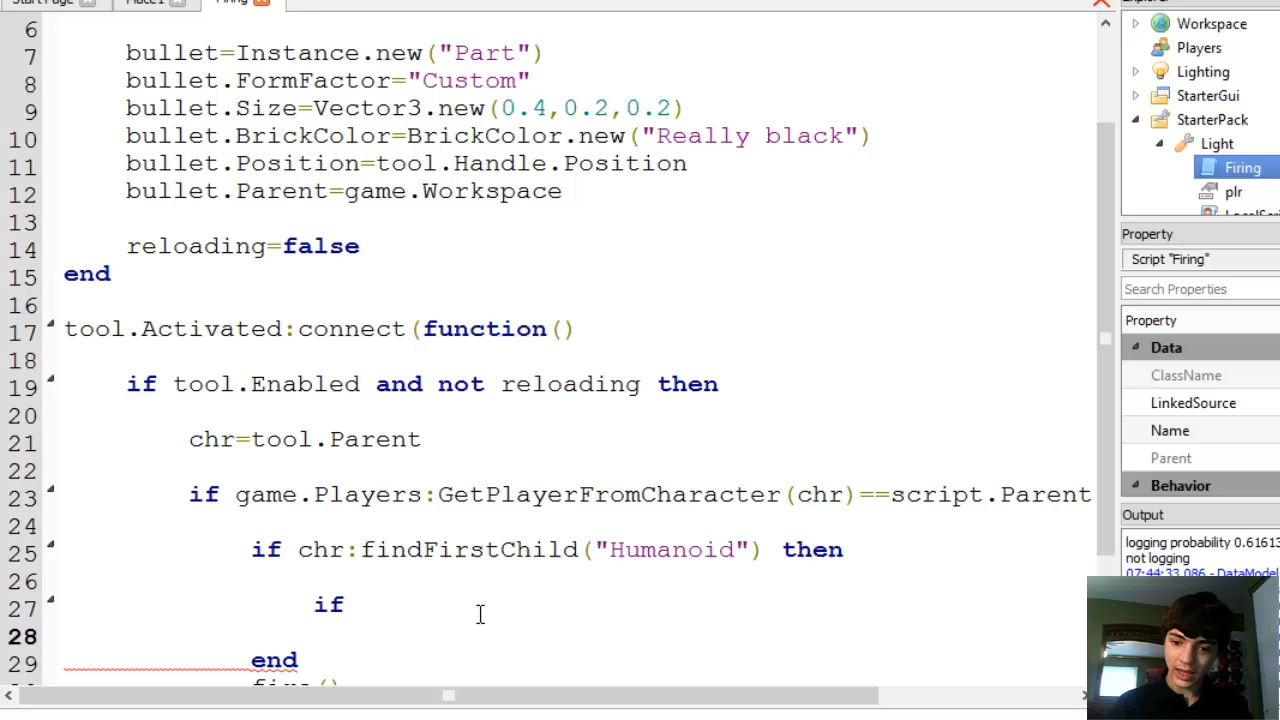 Start Page
Place1
Firing
6
7 bullet=Instance.new("Part")
8 bullet.FormFactor="Custom"
9 bullet.Size=Vector3.new(0.4,0.2,0.2)
10 bullet.BrickColor=BrickColor.new("Really black")
11 bullet.Position=tool.Handle.Position
12 bullet.Parent=game.Workspace
13
14 reloading=false
15 end
16
17 tool.Activated:connect(function()
18
19 if tool.Enabled and not reloading then
20
21 chr=tool.Parent
22
23 if game.Players:GetPlayerFromCharacter(chr)==script.Parent
24
25 if chr:findFirstChild("Humanoid") then
26
27 if
28
29 end
Workspace
Players
Lighting
StarterGui
StarterPack
Light
Firing
plr
Property
Script "Firing"
Search Properties
Property
Data
ClassName
LinkedSource
Name
Parent
Behavior
Output
logging probability 0.61613
not logging
07:44:33.086 - DataModel